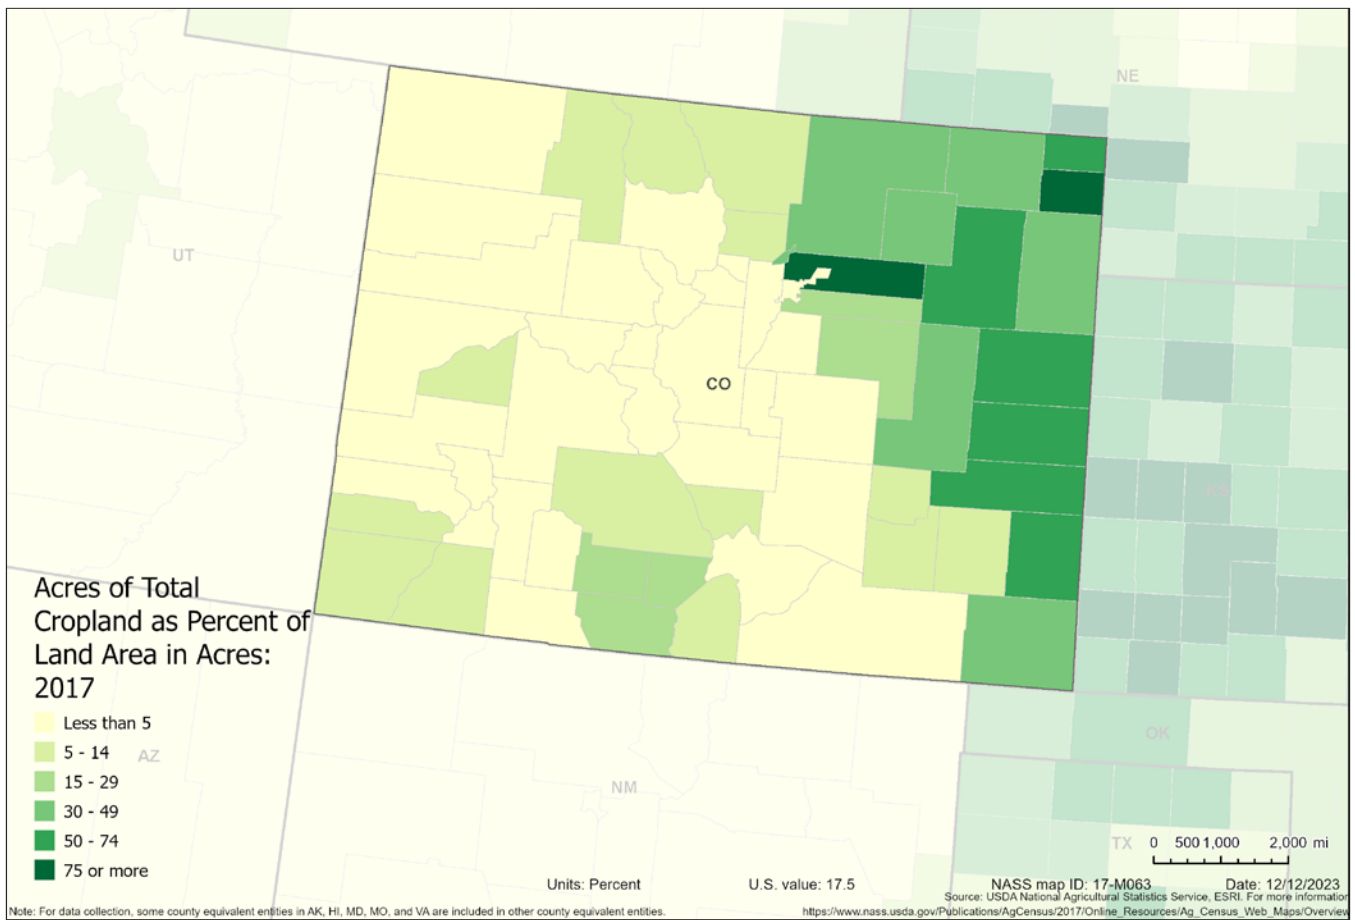 NE
UT
CO
KS
Acres of Total
Cropland as Percent of
Land Area in Acres:
2017
Less than 5
5 - 14
15 - 29
30 - 49
50 - 74
75 or more
AZ
NM
OK
TX
0 500 1,000 2,000 mi
Units: Percent U.S. value: 17.5 NASS map ID: 17-M063 Date: 12/12/2023
Source: USDA National Agricultural Statistics Service, ESRI. For more information
Note: For data collection, some county equivalent entities in AK, HI, MD, MO, and VA are included in other county equivalent entities. https://www.nass.usda.gov/Publications/AgCensus/2017/Online_Resources/Ag_Census_Web_Maps/Overview